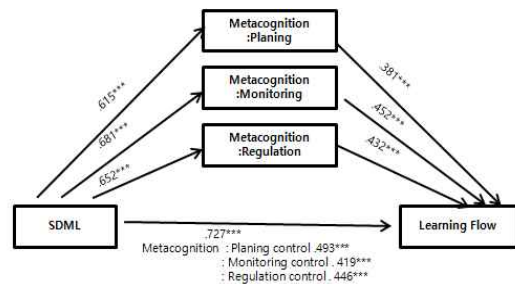 Metacognition
:Planing
Metacognition
:Monitoring
Metacognition
:Regulation
.615***
.681***
.652***
.381***
.452***
.432***
SDML
Learning Flow
.727***
Metacognition : Planing control .493***
: Monitoring control . 419***
: Regulation control . 446***